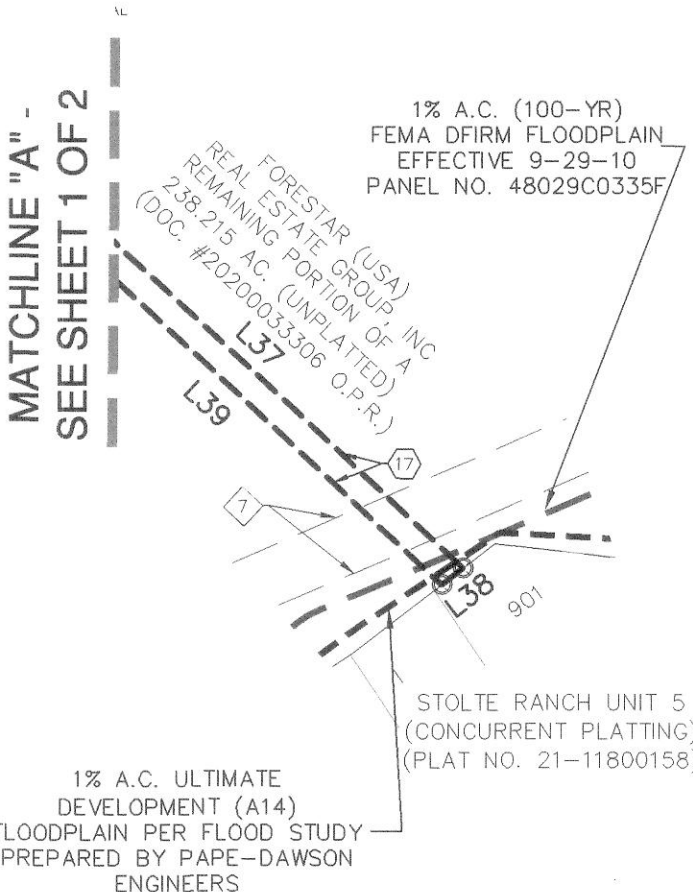 MATCHLINE "A" -
SEE SHEET 1 OF 2
1% A.C. (100-YR)
FEMA DFIRM FLOODPLAIN
EFFECTIVE 9-29-10
PANEL NO. 48029C0335F
FORESTAR (USA)
REAL ESTATE GROUP, INC
REMAINING PORTION OF A
238.215 AC. (UNPLATTED)
(DOC. #20200033306 O.P.R.)
L37
L39
17
1
L38
901
STOLTE RANCH UNIT 5
(CONCURRENT PLATTING)
(PLAT NO. 21-11800158)
1% A.C. ULTIMATE
DEVELOPMENT (A14)
FLOODPLAIN PER FLOOD STUDY
PREPARED BY PAPE-DAWSON
ENGINEERS